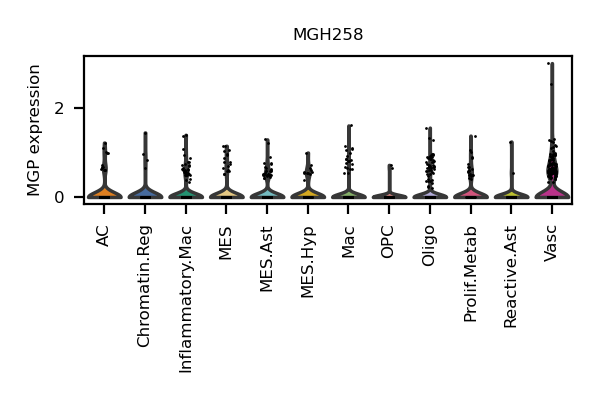 MGH258
MGP expression
2
0
AC
Chromatin.Reg
Inflammatory.Mac
MES
MES.Ast
MES.Hyp
Mac
OPC
Oligo
Prolif.Metab
Reactive.Ast
Vasc